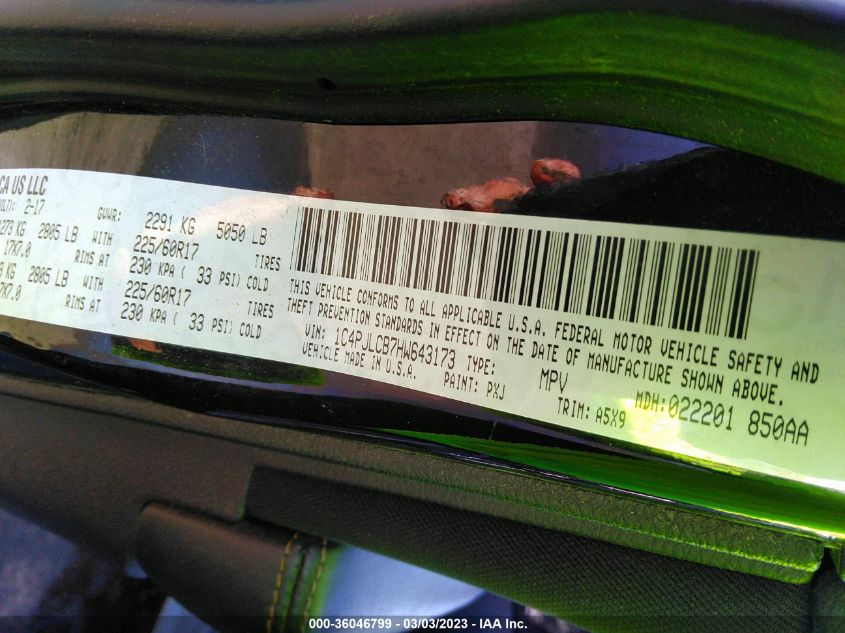 CA US LLC
2-17 GVWR: 2291 KG 5050 LB
273 KG 2805 LB WITH 225/60R17 TIRES
17X7.0 RIMS AT 230 KPA ( 33 PSI) COLD
KG 2805 LB WITH 225/60R17 TIRES
RIMS AT 230 KPA ( 33 PSI) COLD
THIS VEHICLE CONFORMS TO ALL APPLICABLE U.S.A. FEDERAL MOTOR VEHICLE SAFETY AND
THEFT PREVENTION STANDARDS IN EFFECT ON THE DATE OF MANUFACTURE SHOWN ABOVE.
VIN: 1C4PJLCB7HW643173 TYPE: MPV MDH:022201 850AA
VEHICLE MADE IN U.S.A. PAINT: PXJ TRIM: A5X9
000-36046799 - 03/03/2023 - IAA Inc.